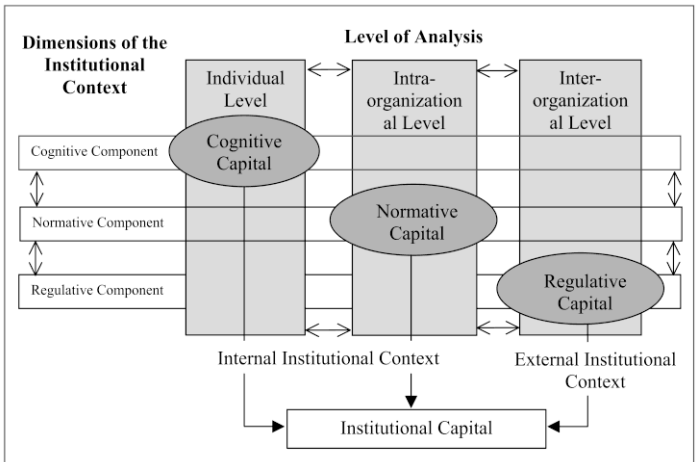 Dimensions of the
Institutional
Context
Level of Analysis
Individual
Level
Intra-
organization
al Level
Inter-
organization
al Level
Cognitive Component
Cognitive
Capital
Normative Component
Normative
Capital
Regulative Component
Regulative
Capital
Internal Institutional Context
External Institutional
Context
Institutional Capital